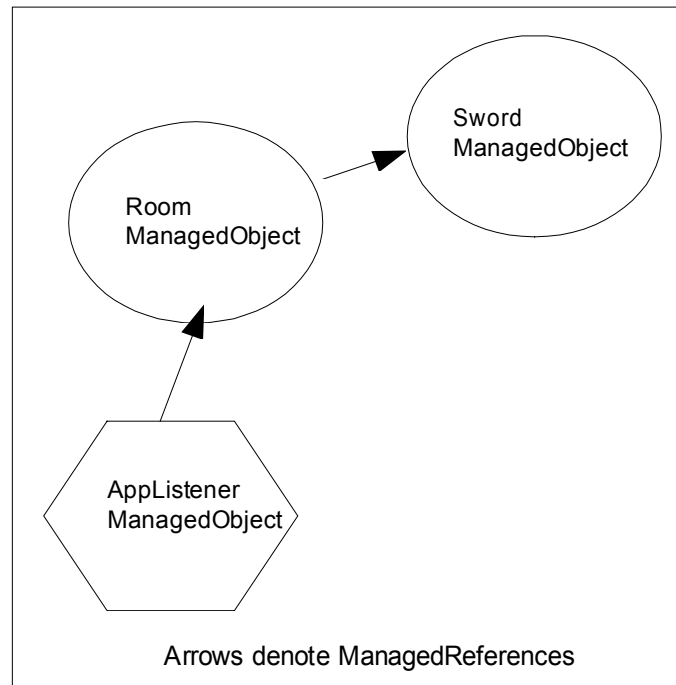 Sword
ManagedObject
Room
ManagedObject
AppListener
ManagedObject
Arrows denote ManagedReferences